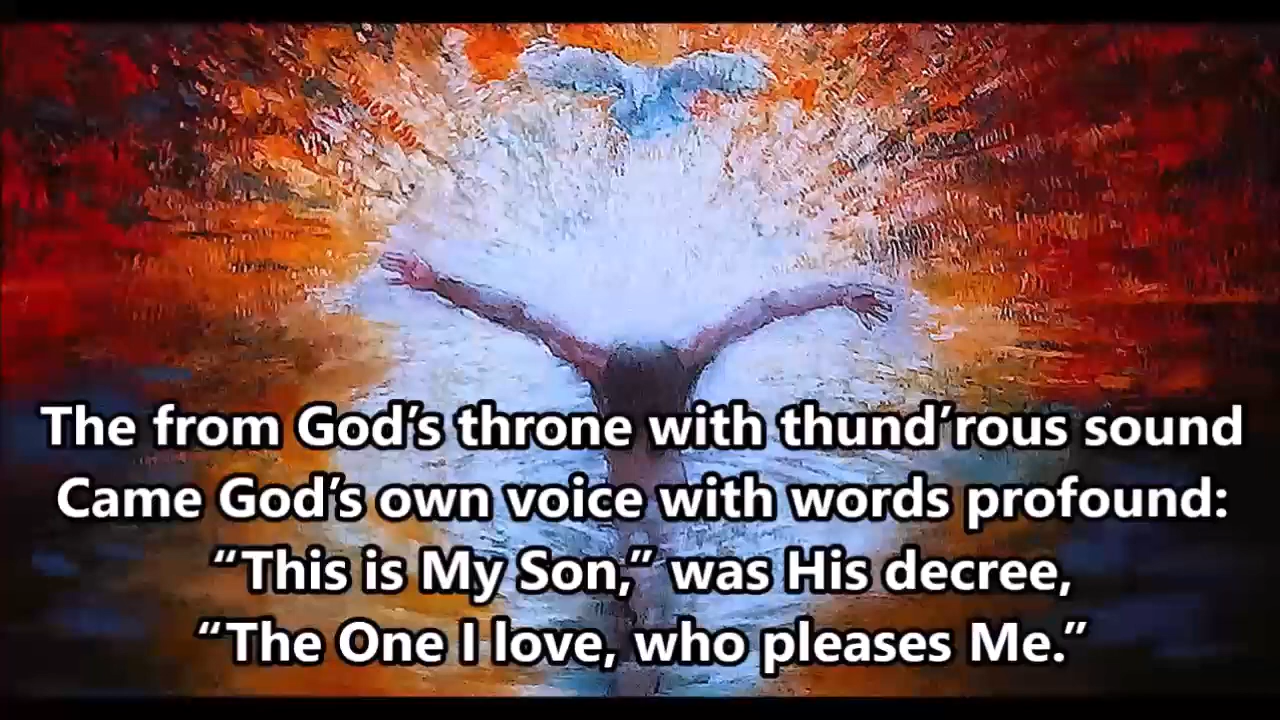 The from God’s throne with thund’rous sound
Came God’s own voice with words profound:
“This is My Son,” was His decree,
“The One I love, who pleases Me.”